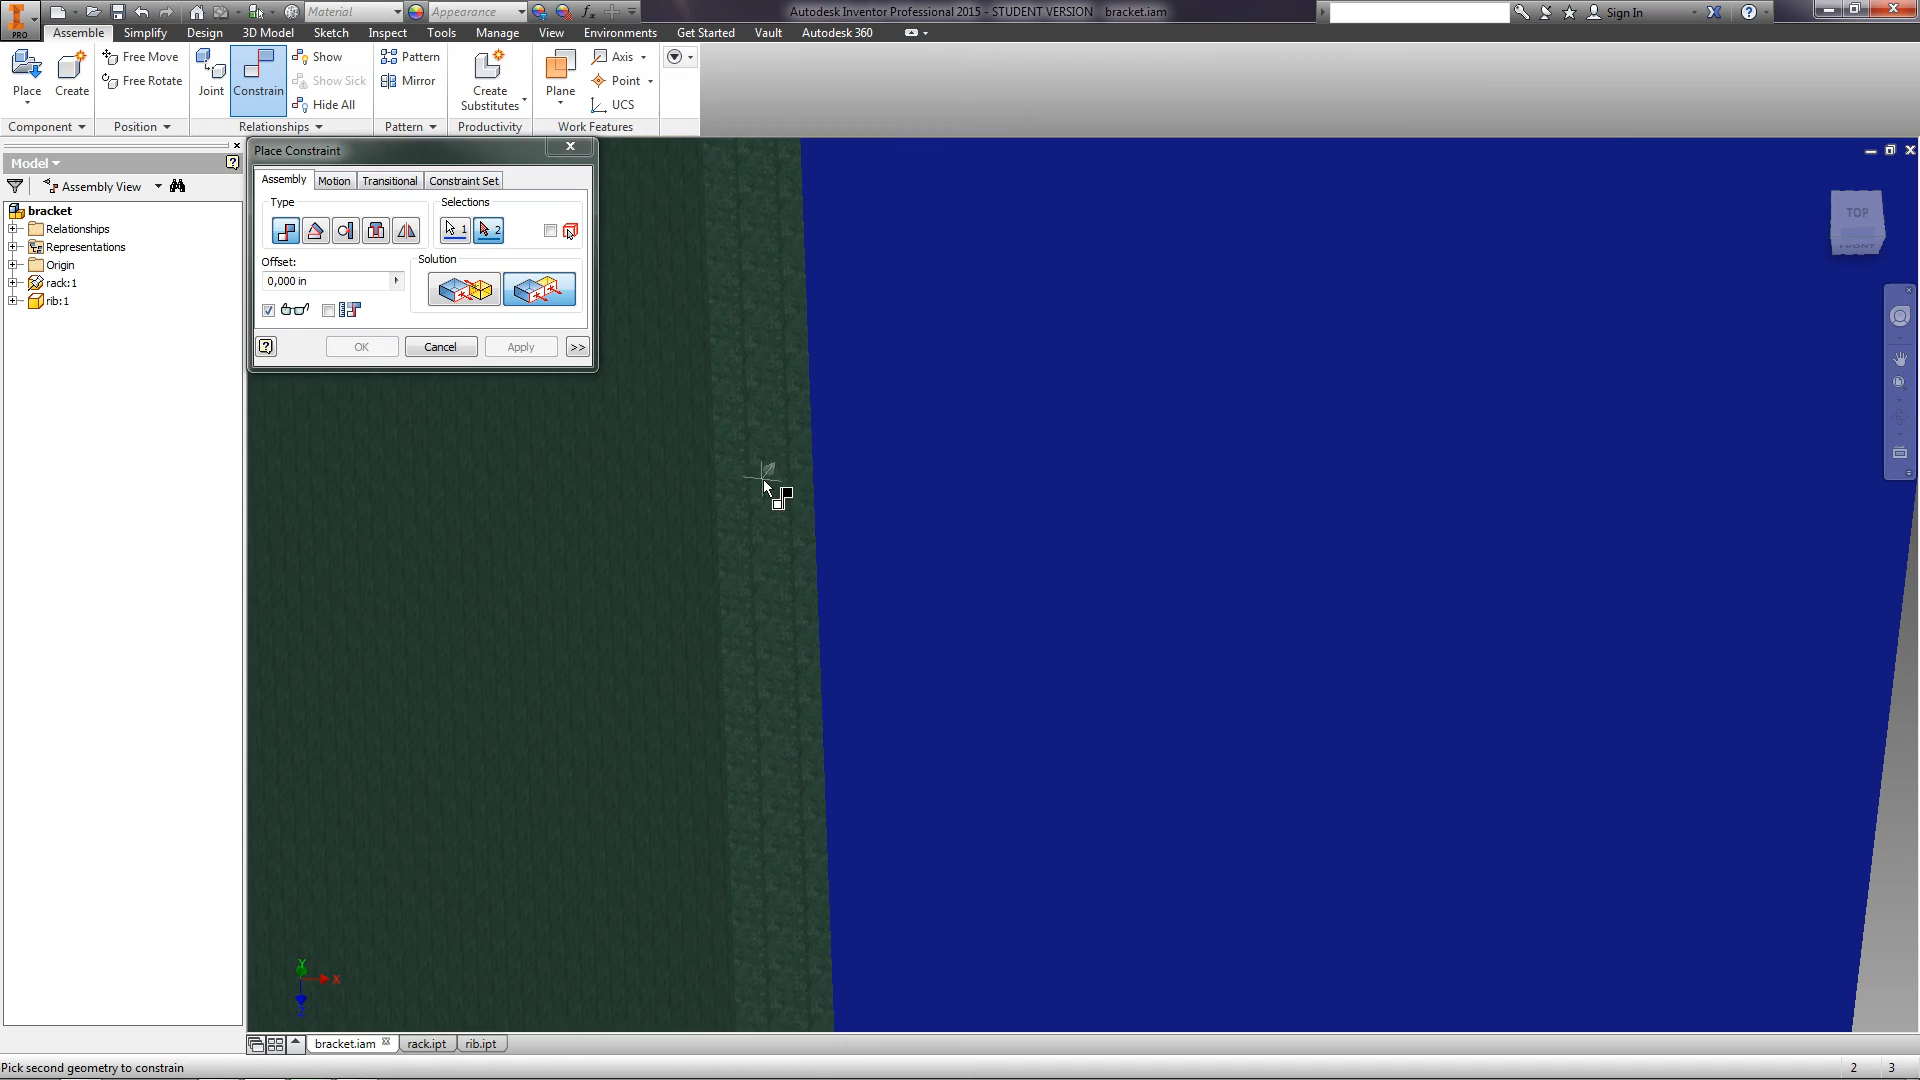 Material
Appearance
Autodesk Inventor Professional 2015 - STUDENT VERSION bracket.iam
Sign In
PRO
Assemble Simplify Design 3D Model Sketch Inspect Tools Manage View Environments Get Started Vault Autodesk 360
Free Move Show Pattern Axis
Free Rotate Show Sick Mirror Point
Place Create Joint Constrain Create Plane
Hide All Substitutes UCS
Component Position Relationships Pattern Productivity Work Features
Model
Assembly View
bracket
Relationships
Representations
Origin
rack:1
rib:1
Place Constraint
Assembly Motion Transitional Constraint Set
Type Selections
1 2
Offset: Solution
0,000 in
OK Cancel Apply >>
TOP
FRONT
Y
X
Z
bracket.iam rack.ipt rib.ipt
Pick second geometry to constrain 2 3